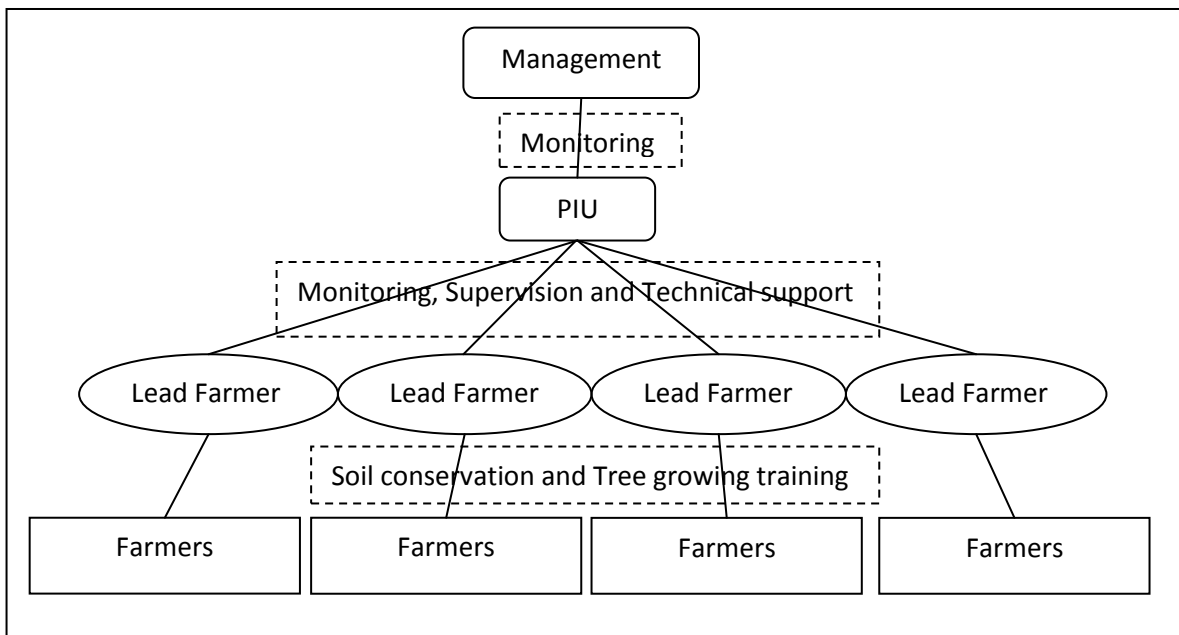 Management
Monitoring
PIU
Monitoring, Supervision and Technical support
Lead Farmer
Lead Farmer
Lead Farmer
Lead Farmer
Soil conservation and Tree growing training
Farmers
Farmers
Farmers
Farmers